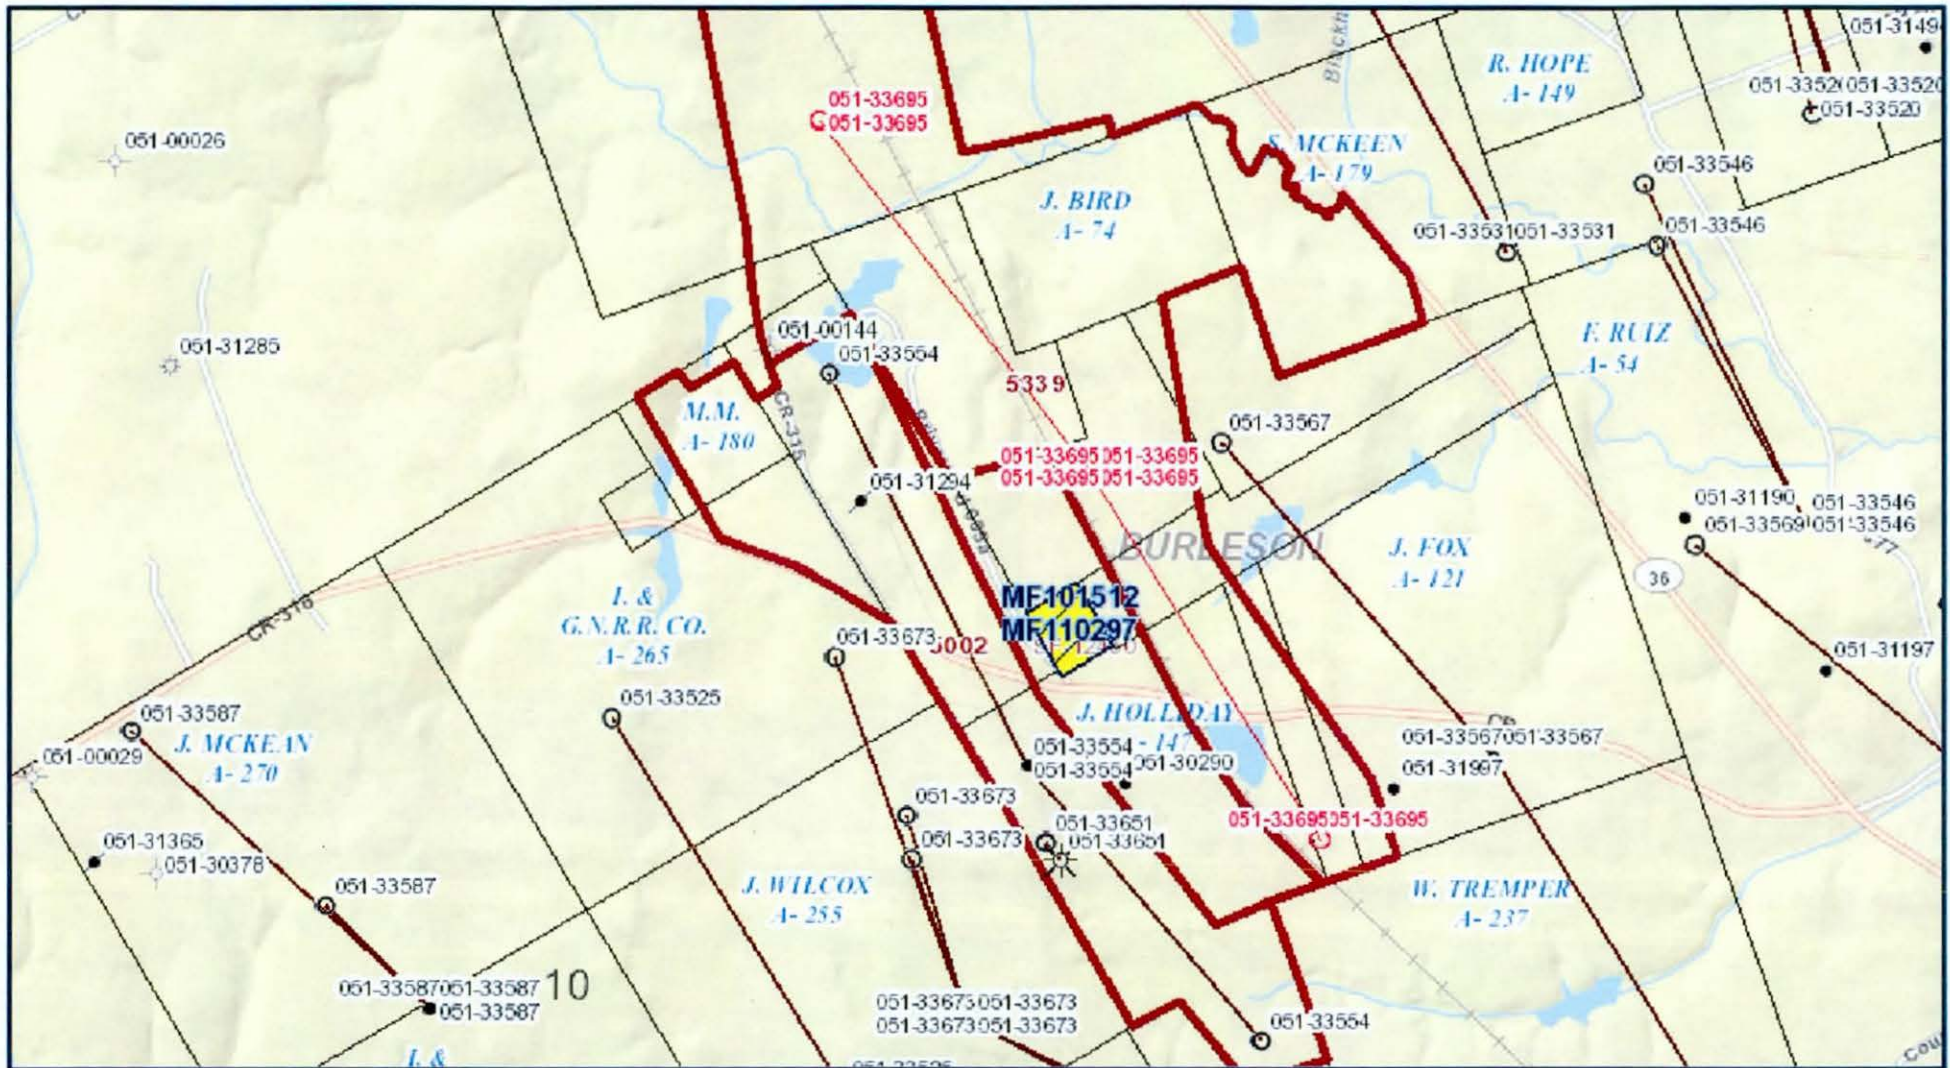 051-3149
R. HOPE
A- 149
051-3352
051-33520
051-33520
051-33695
051-33695
051-00026
S. MCKEEN
A- 179
051-33546
J. BIRD
A- 74
051-33531
051-33531
051-33546
051-31285
051-00144
051-33554
F. RUIZ
A- 54
5339
M.M.
A- 180
CR-315
051-33567
051-33695
051-33695
051-33695
051-33695
051-31294
051-31190
051-33546
051-33569
051-33546
BURLESON
J. FOX
A- 121
36
MF101512
MF110297
I. &
G.N.R.R. CO.
A- 265
CR-316
051-33673
051-31197
051-33525
051-33587
J. MCKEAN
A- 270
051-00029
J. HOLLIDAY
- 147
051-33554
051-33554
051-30290
051-33567
051-33567
051-31997
051-33673
051-33695
051-33695
051-31365
051-30378
051-33673
051-33651
051-33651
051-33587
J. WILCOX
A- 255
W. TREMPER
A- 237
051-33587
051-33587
10
051-33587
051-33673
051-33673
051-33673
051-33673
051-33554
I. &